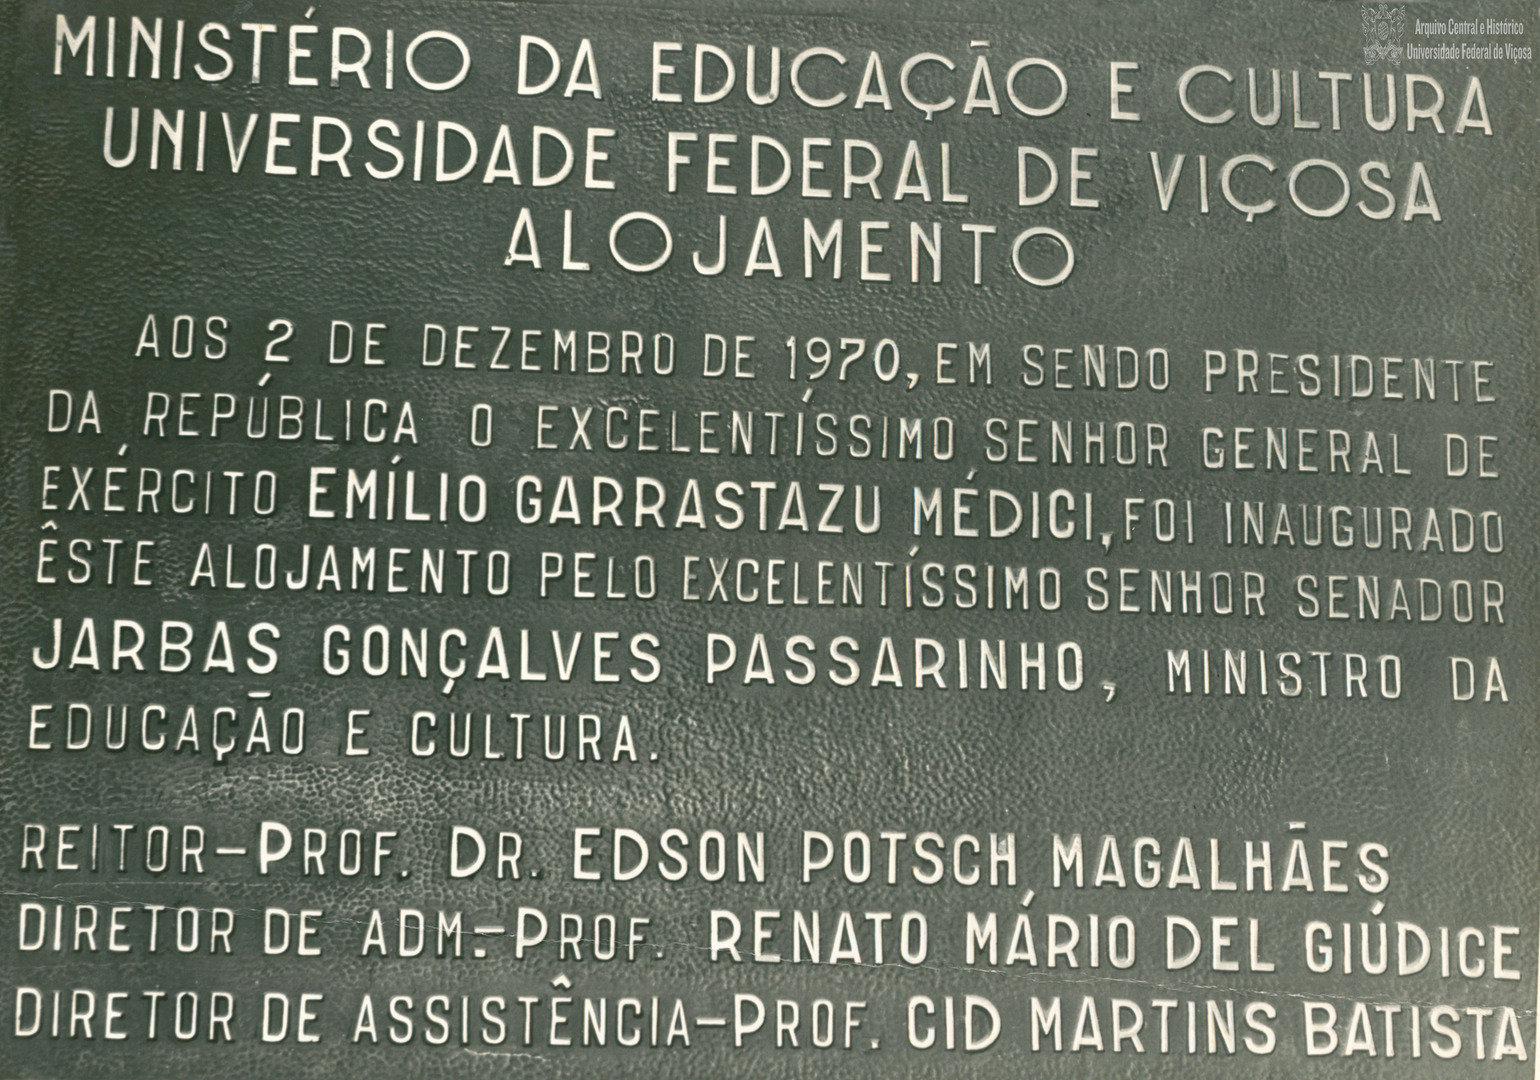 MINISTÉRIO DA EDUCAÇÃO E CULTURA
UNIVERSIDADE FEDERAL DE VIÇOSA
ALOJAMENTO
AOS 2 DE DEZEMBRO DE 1970, EM SENDO PRESIDENTE
DA REPÚBLICA O EXCELENTÍSSIMO SENHOR GENERAL DE
EXÉRCITO EMÍLIO GARRASTAZU MÉDICI, FOI INAUGURADO
ÊSTE ALOJAMENTO PELO EXCELENTÍSSIMO SENHOR SENADOR
JARBAS GONÇALVES PASSARINHO, MINISTRO DA
EDUCAÇÃO E CULTURA.
REITOR-PROF. DR. EDSON POTSCH MAGALHÃES
DIRETOR DE ADM.-PROF. RENATO MÁRIO DEL GIÚDICE
DIRETOR DE ASSISTÊNCIA-PROF. CID MARTINS BATISTA
Arquivo Central e Histórico
Universidade Federal de Viçosa